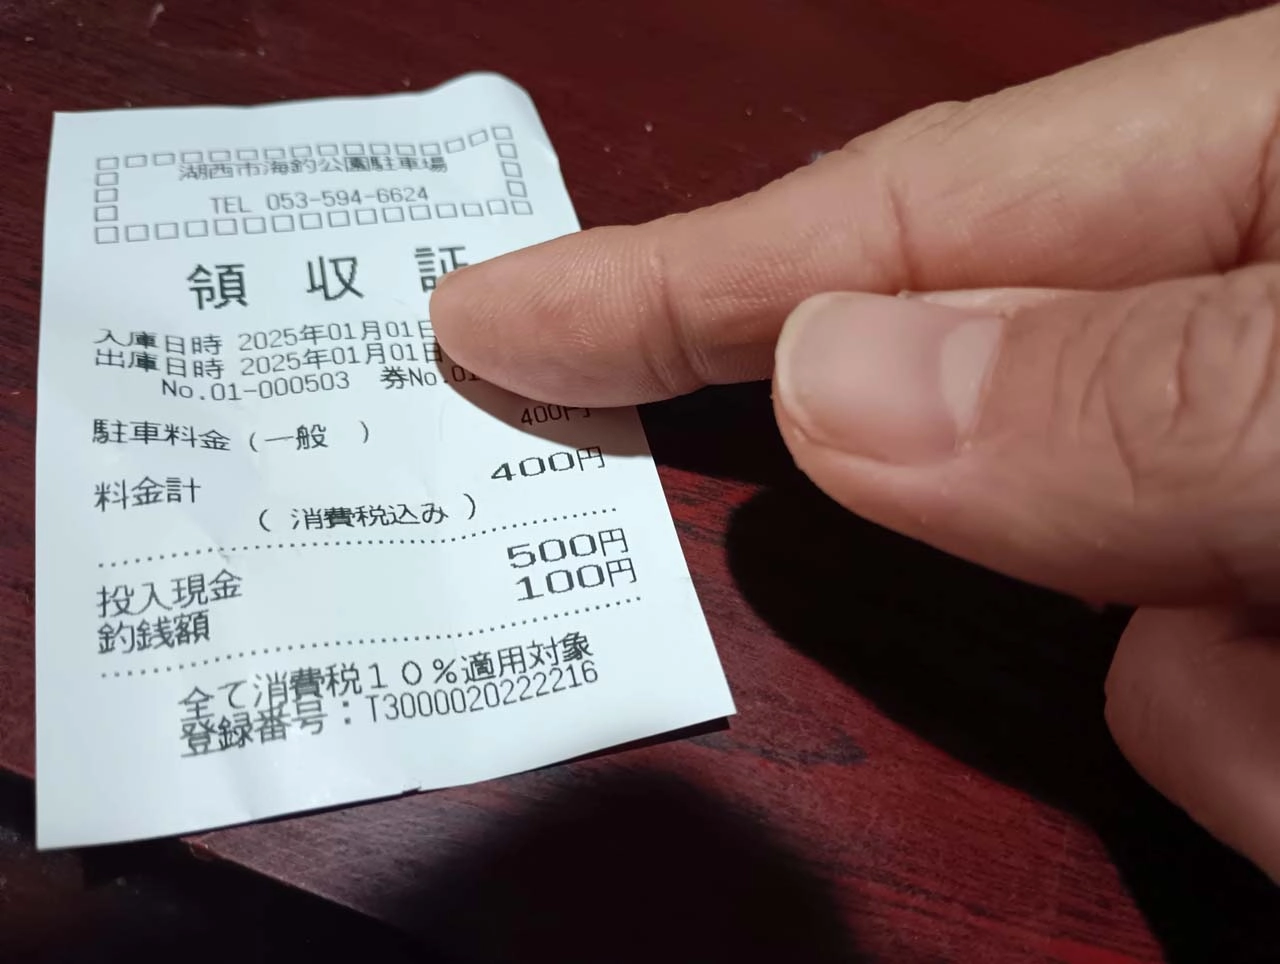 湖西市海釣公園駐車場
TEL 053-594-6624
領収証
入庫日時 2025年01月01日
出庫日時 2025年01月01日
No.01-000503 券No.01
駐車料金(一般 ) 400円
料金計 400円
( 消費税込み )
投入現金 500円
釣銭額 100円
全て消費税10%適用対象
登録番号:T3000020222216